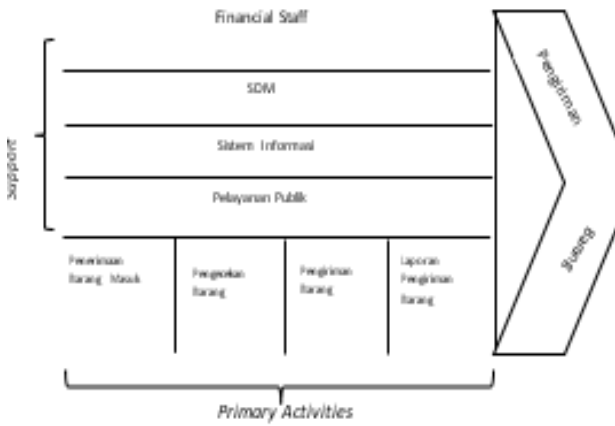 Financial Staff
SDM
Sistem Informasi
Pelayanan Publik
Support
Penerimaan
Barang Masuk
Pengecekan
Barang
Pengiriman
Barang
Laporan
Pengiriman
Barang
Pengiriman
Barang
Primary Activities